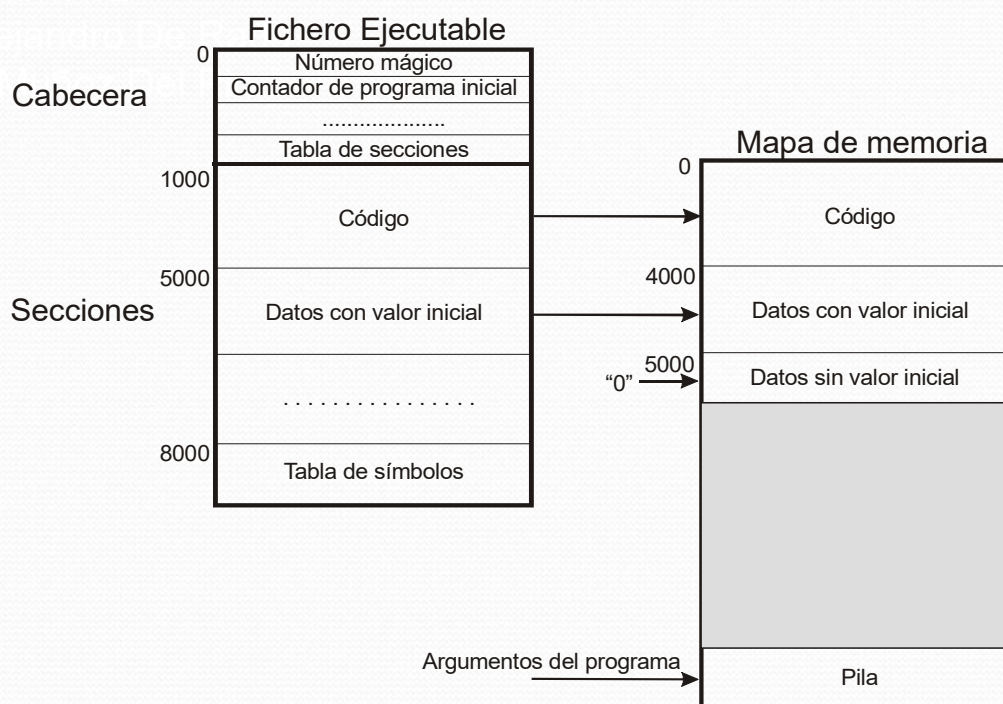 Fichero Ejecutable
0
Número mágico
Cabecera
Contador de programa inicial
....................
Tabla de secciones
1000
Código
5000
Secciones
Datos con valor inicial
. . . . . . . . . . . . . . . .
8000
Tabla de símbolos
Mapa de memoria
0
Código
4000
Datos con valor inicial
5000
“0”
Datos sin valor inicial
Argumentos del programa
Pila